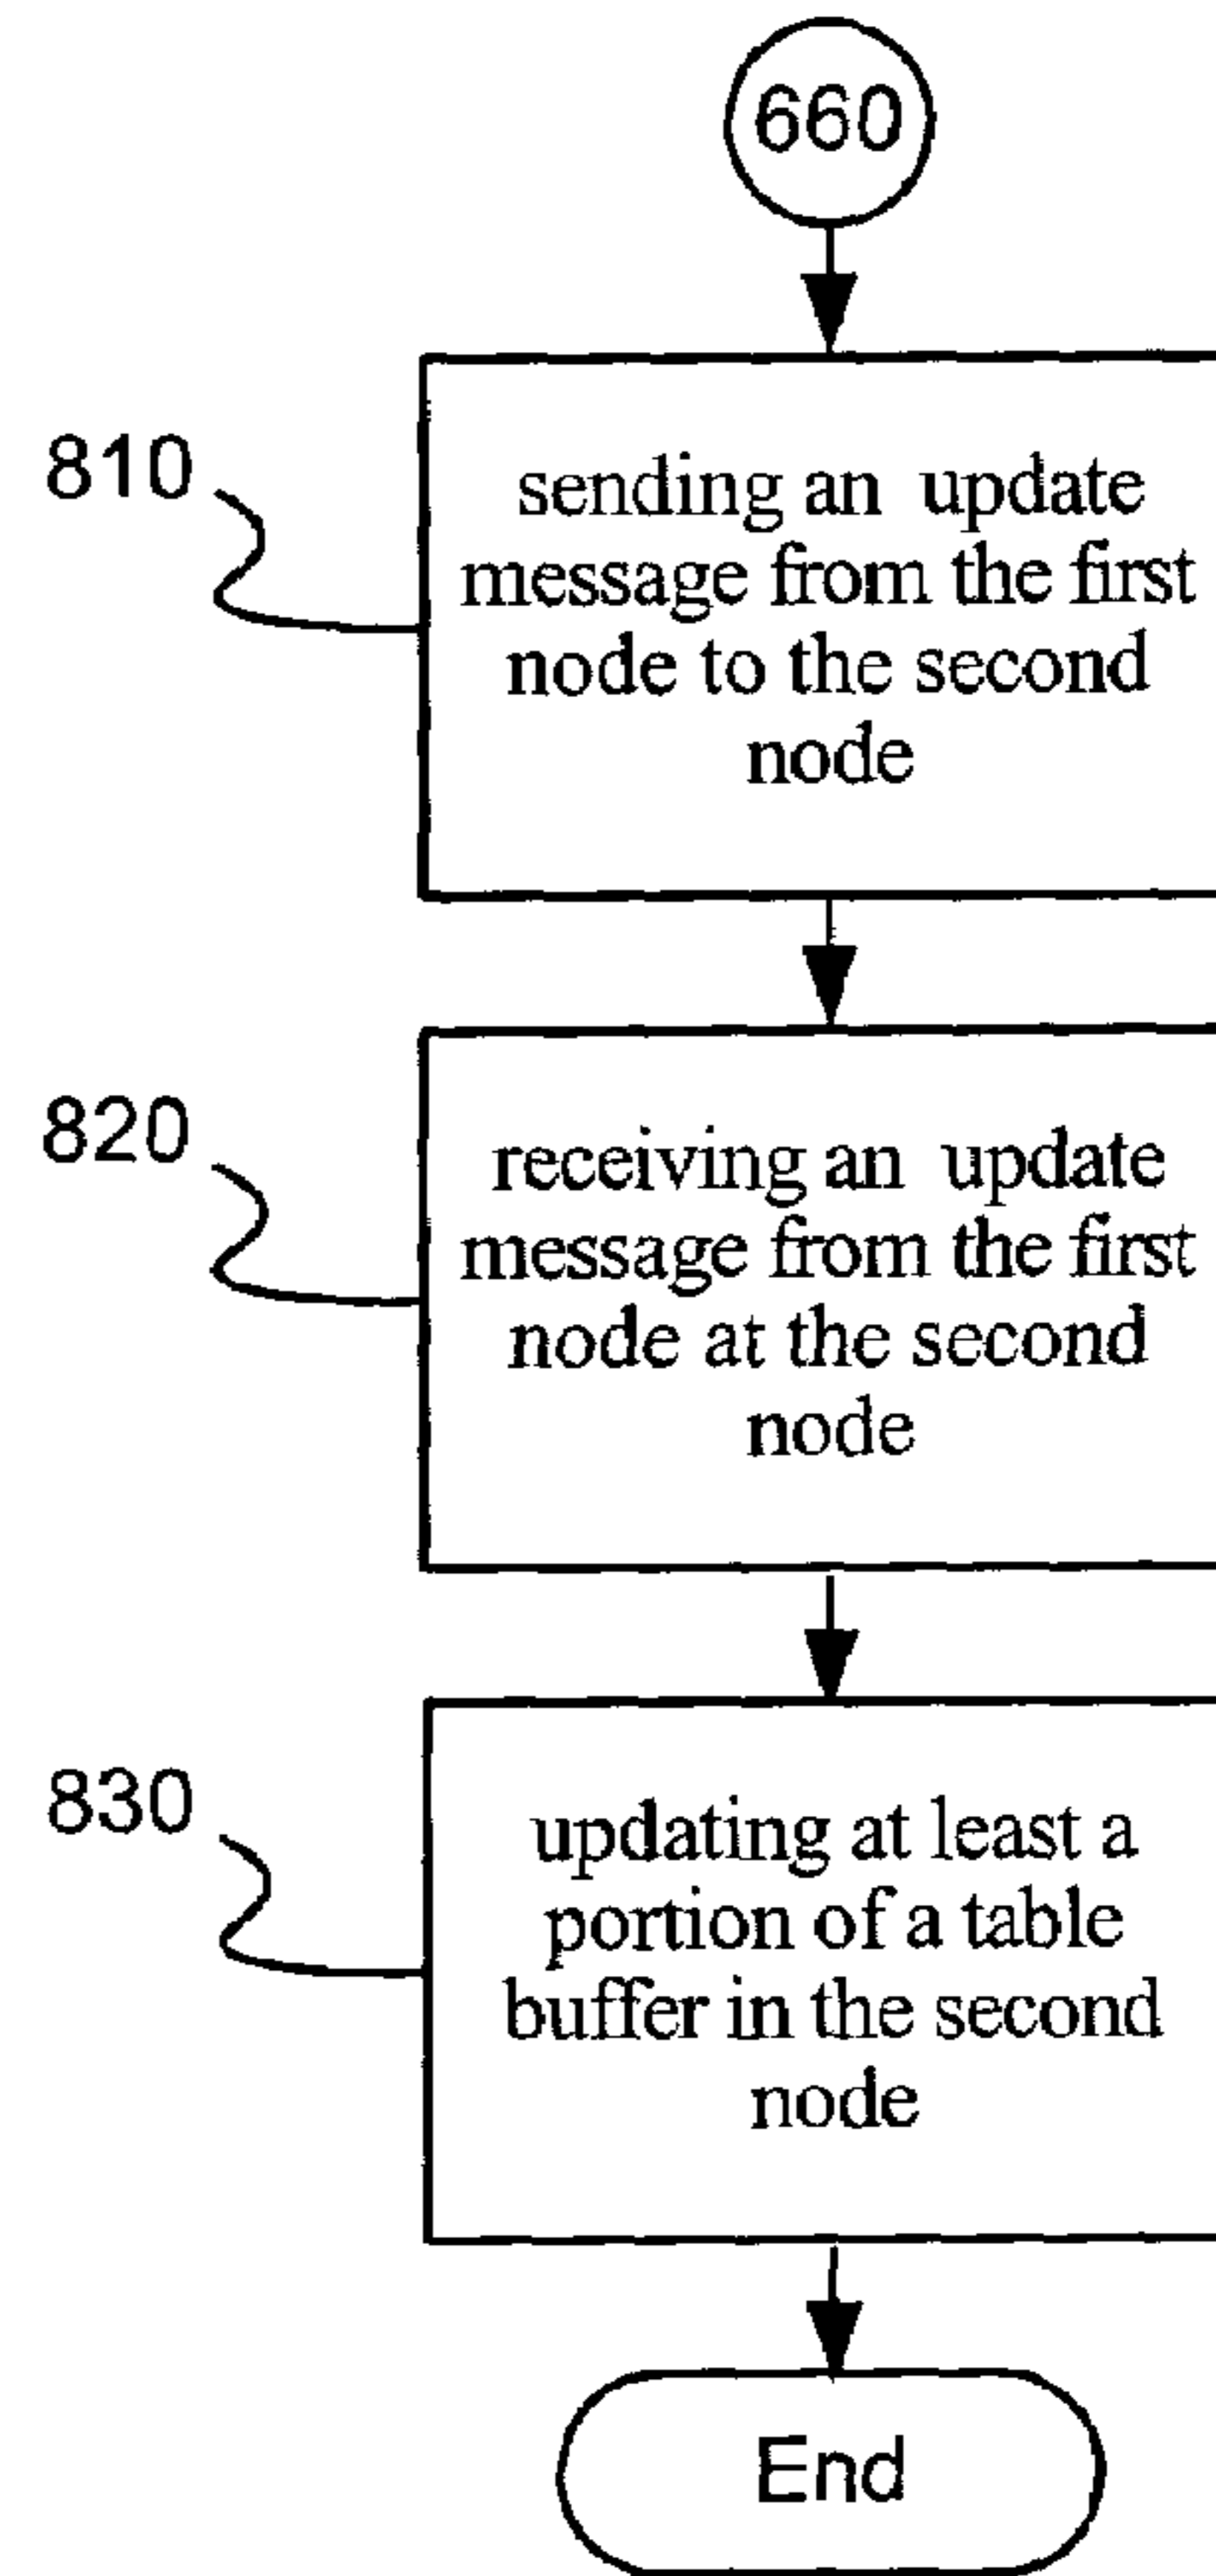 660
810
sending an update
message from the first
node to the second
node
820
receiving an update
message from the first
node at the second
node
830
updating at least a
portion of a table
buffer in the second
node
End